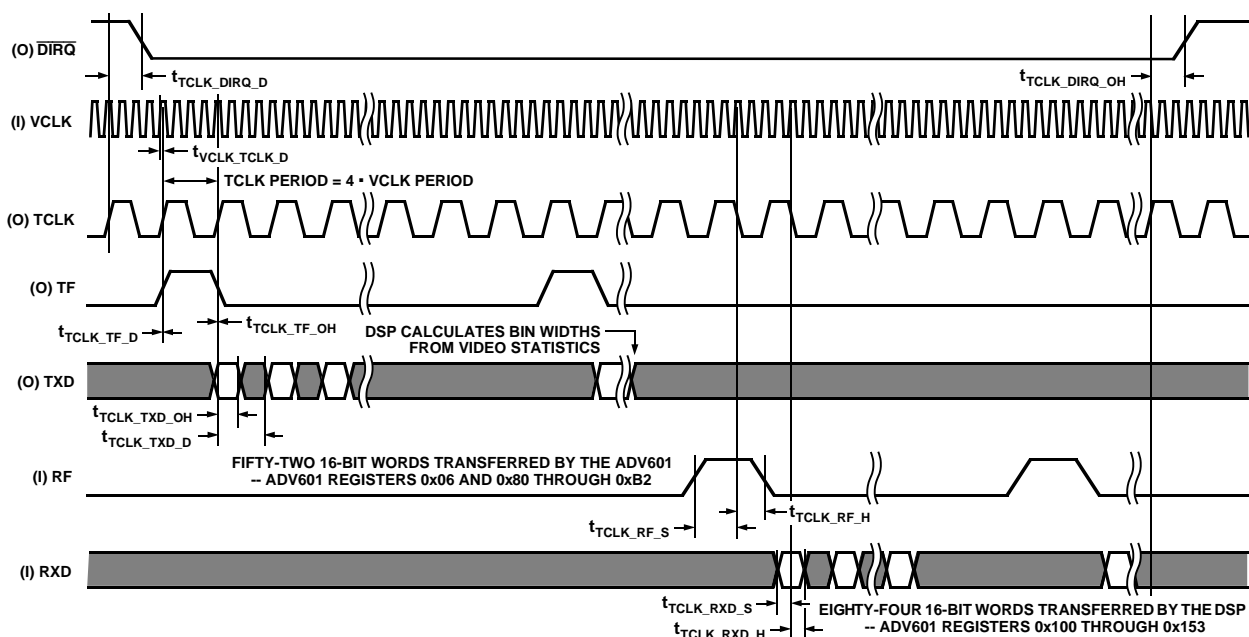 (O) DIRQ
tTCLK_DIRQ_D
tTCLK_DIRQ_OH
(I) VCLK
tVCLK_TCLK_D
TCLK PERIOD = 4 · VCLK PERIOD
(O) TCLK
(O) TF
tTCLK_TF_D
tTCLK_TF_OH
DSP CALCULATES BIN WIDTHS
FROM VIDEO STATISTICS
(O) TXD
tTCLK_TXD_OH
tTCLK_TXD_D
FIFTY-TWO 16-BIT WORDS TRANSFERRED BY THE ADV601
-- ADV601 REGISTERS 0x06 AND 0x80 THROUGH 0xB2
(I) RF
tTCLK_RF_S
tTCLK_RF_H
(I) RXD
tTCLK_RXD_S
tTCLK_RXD_H
EIGHTY-FOUR 16-BIT WORDS TRANSFERRED BY THE DSP
-- ADV601 REGISTERS 0x100 THROUGH 0x153